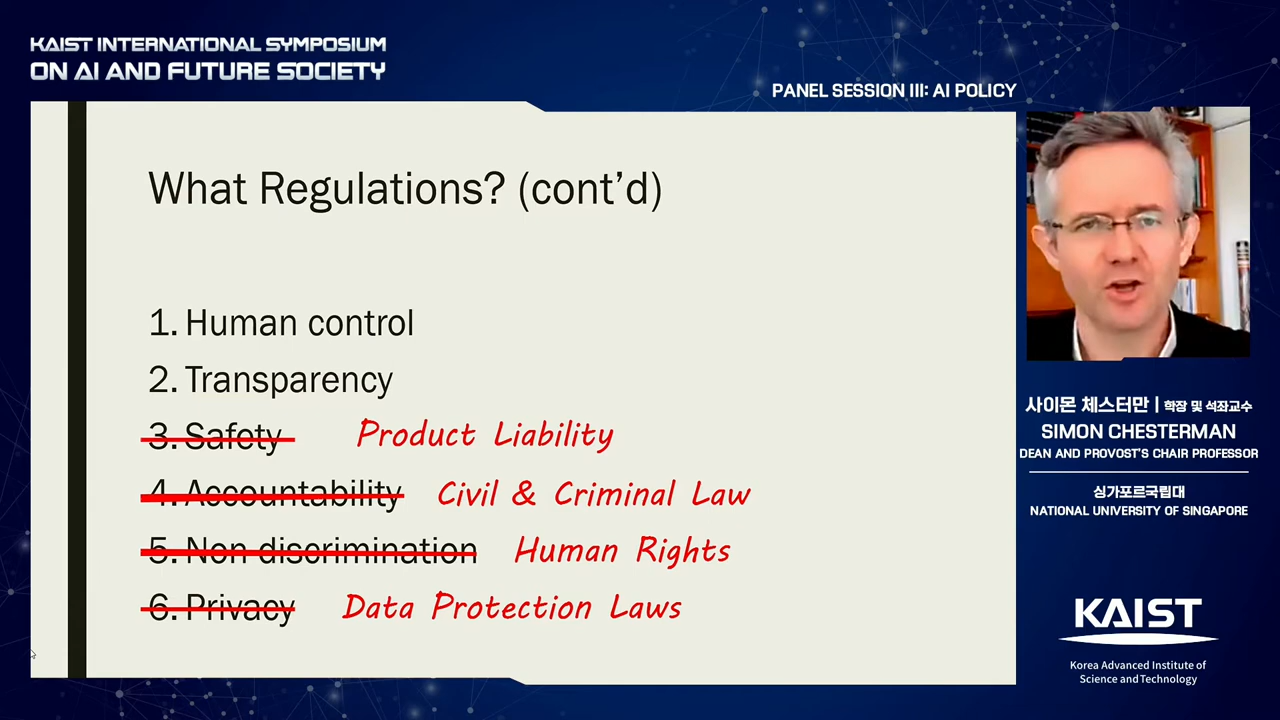 KAIST INTERNATIONAL SYMPOSIUM
ON AI AND FUTURE SOCIETY
PANEL SESSION III: AI POLICY
What Regulations? (cont’d)
1. Human control
2. Transparency
3. Safety Product Liability
4. Accountability Civil & Criminal Law
5. Non discrimination Human Rights
6. Privacy Data Protection Laws
사이몬 체스터만 | 학장 및 석좌교수
SIMON CHESTERMAN
DEAN AND PROVOST'S CHAIR PROFESSOR
싱가포르국립대
NATIONAL UNIVERSITY OF SINGAPORE
KAIST
Korea Advanced Institute of
Science and Technology